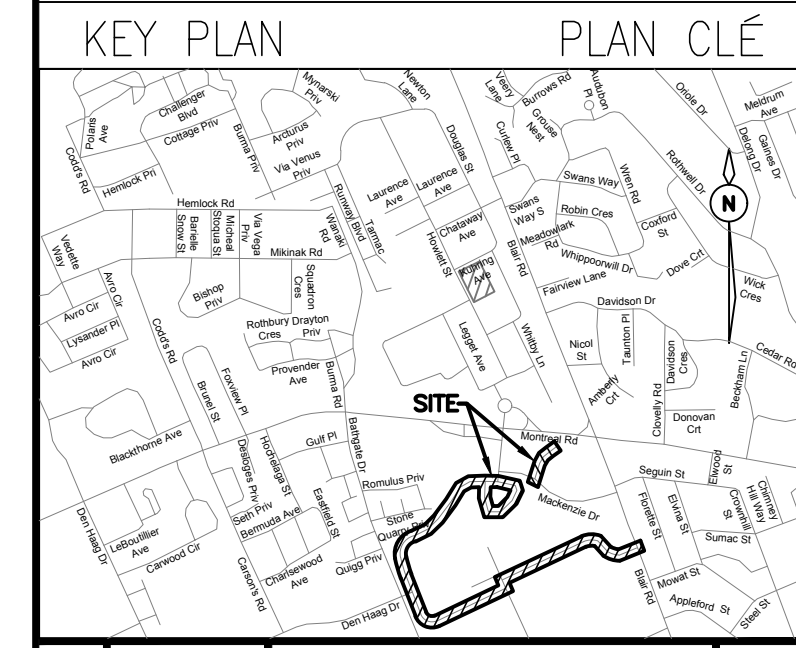 KEY PLAN
PLAN CLÉ
Mynarski
Priv
Newton
Lane
Veery
Lane
Burrows Rd
Audubon
Pl
Oriole Dr
Meldrum
Ave
Polaris
Ave
Challenger
Blvd
Cottage Priv
Burma Priv
Arcturus
Priv
Via Venus
Priv
Douglas St
Curlew Pl
Grouse
Nest
Delong Dr
Gaines Dr
Codd's Rd
Hemlock Pri
Laurence
Ave
Laurence
Ave
Swans Way
Wren Rd
Rothwell Dr
N
Hemlock Rd
Runway Blvd
Tarmac
Wanaki
Rd
Swans
Way S
Robin Cres
Coxford
St
Snow St
Barielle
Stoqua St
Micheal
Priv
Via Vega
Chataway
Ave
Meadowlark
Rd
Vedette
Way
Mikinak Rd
Howlett St
Blair Rd
Whippoorwill Dr
Dove Crt
Kuhring
Ave
Fairview Lane
Wick
Cres
Avro Cir
Avro Cir
Bishop
Priv
Squadron
Cres
Davidson Dr
Lysander Pl
Avro Cir
Codd's Rd
Rothbury
Cres
Drayton
Priv
Legget Ave
Whitby Ln
Nicol
St
Taunton Pl
Davidson
Cres
Cedar Rd
Provender
Ave
Burma Rd
Amberly
Crt
Beckham Ln
Brunel St
Foxview Pl
SITE
Clovelly Rd
Donovan
Crt
Blackthorne Ave
Gulf Pl
Bathgate Dr
Montreal Rd
Desloges Priv
Hochelaga St
Romulus Priv
Seguin St
Elwood
St
Den Haag Dr
Seth Priv
Bermuda Ave
Eastfield St
Stone
Quarry Priv
Mackenzie Dr
Florette St
Elvina St
Crownhill
St
Chimney
Hill Way
LeBoutillier
Ave
Carwood Cir
Quigg Priv
Sumac St
Carson's Rd
Charlsewood
Ave
Mowat St
Blair Rd
Den Haag Dr
Appleford St
Steel St